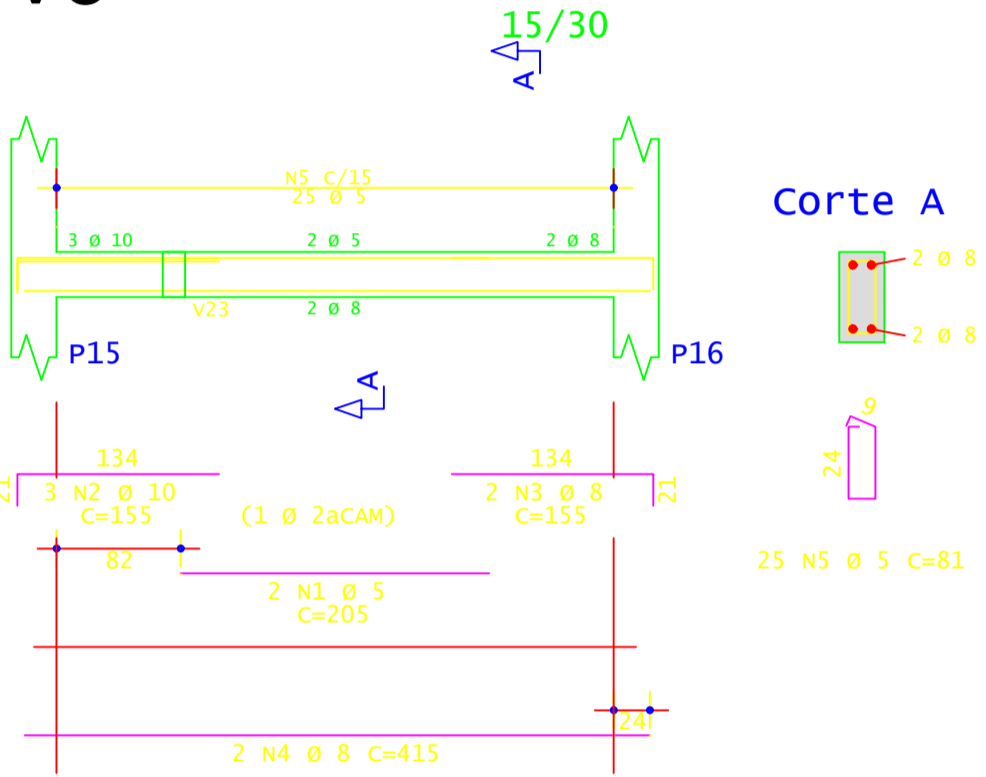 15/30
A
N5 C/15
25 Ø 5
Corte A
3 Ø 10
2 Ø 5
2 Ø 8
2 Ø 8
V23
2 Ø 8
2 Ø 8
P15
P16
A
9
24
134
134
21
21
3 N2 Ø 10
C=155
(1 Ø 2aCAM)
2 N3 Ø 8
C=155
82
25 N5 Ø 5 C=81
2 N1 Ø 5
C=205
24
2 N4 Ø 8 C=415